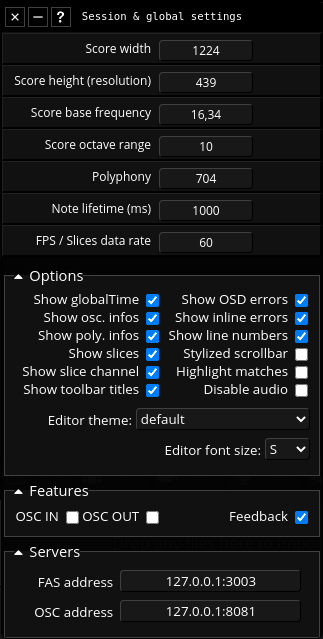 × – ? Session & global settings
Score width 1224
Score height (resolution) 439
Score base frequency 16,34
Score octave range 10
Polyphony 704
Note lifetime (ms) 1000
FPS / Slices data rate 60
Options
Show globalTime Show OSD errors
Show osc. infos Show inline errors
Show poly. infos Show line numbers
Show slices Stylized scrollbar
Show slice channel Highlight matches
Show toolbar titles Disable audio
Editor theme: default
Editor font size: S
Features
OSC IN OSC OUT Feedback
Servers
FAS address 127.0.0.1:3003
OSC address 127.0.0.1:8081